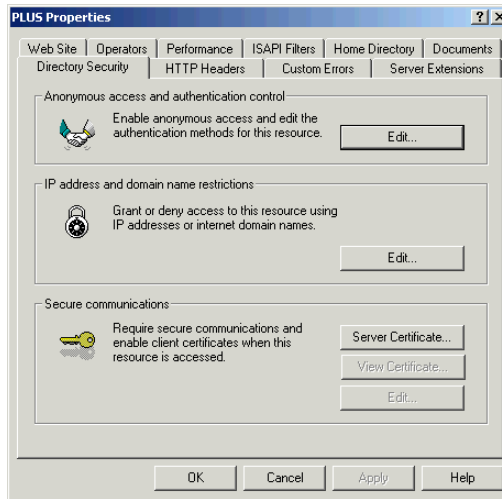 PLUS Properties
Web Site Operators Performance ISAPI Filters Home Directory Documents
Directory Security HTTP Headers Custom Errors Server Extensions
Anonymous access and authentication control
Enable anonymous access and edit the
authentication methods for this resource.
Edit...
IP address and domain name restrictions
Grant or deny access to this resource using
IP addresses or internet domain names.
Edit...
Secure communications
Require secure communications and
enable client certificates when this
resource is accessed.
Server Certificate...
View Certificate...
Edit...
OK Cancel Apply Help